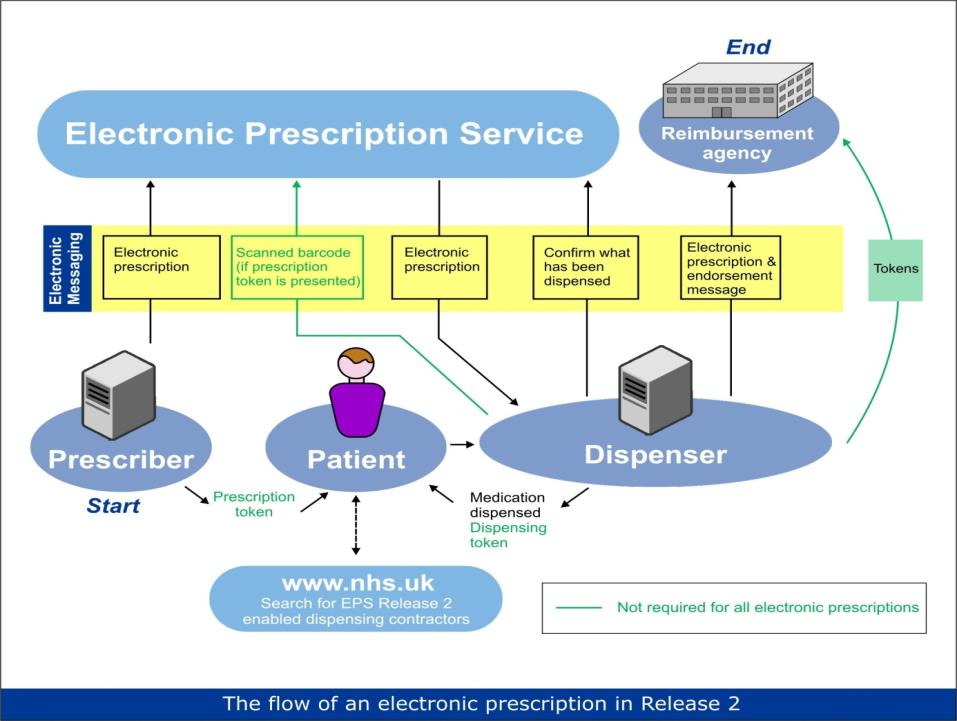 End
Electronic Prescription Service
Reimbursement
agency
Electronic
Messaging
Electronic
prescription
Scanned barcode
(if prescription
token is presented)
Electronic
prescription
Confirm what
has been
dispensed
Electronic
prescription &
endorsement
message
Tokens
Prescriber
Patient
Dispenser
Start
Prescription
token
Medication
dispensed
Dispensing
token
www.nhs.uk
Search for EPS Release 2
enabled dispensing contractors
Not required for all electronic prescriptions
The flow of an electronic prescription in Release 2